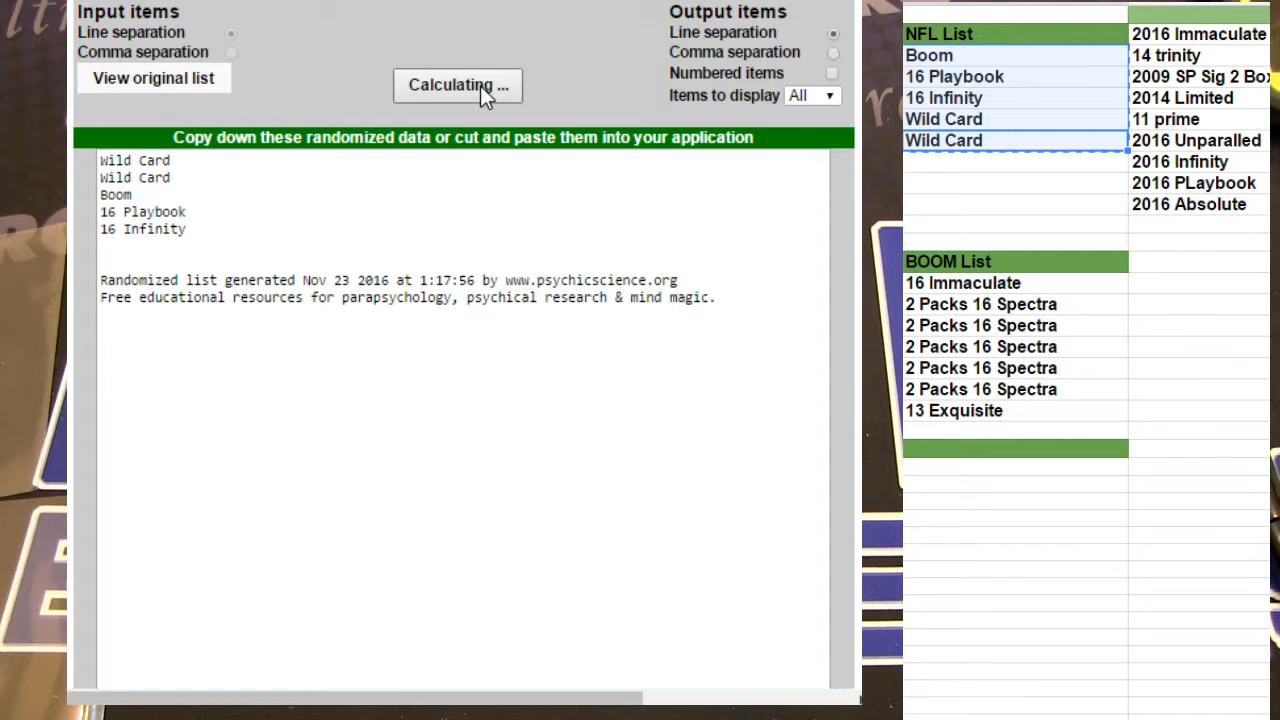 Input items
Line separation
Comma separation
View original list
Calculating ...
Output items
Line separation
Comma separation
Numbered items
Items to display All
Copy down these randomized data or cut and paste them into your application
Wild Card
Wild Card
Boom
16 Playbook
16 Infinity
Randomized list generated Nov 23 2016 at 1:17:56 by www.psychicscience.org
Free educational resources for parapsychology, psychical research & mind magic.
NFL List
Boom
16 Playbook
16 Infinity
Wild Card
Wild Card
BOOM List
16 Immaculate
2 Packs 16 Spectra
2 Packs 16 Spectra
2 Packs 16 Spectra
2 Packs 16 Spectra
2 Packs 16 Spectra
13 Exquisite
2016 Immaculate
14 trinity
2009 SP Sig 2 Box
2014 Limited
11 prime
2016 Unparalled
2016 Infinity
2016 PLaybook
2016 Absolute